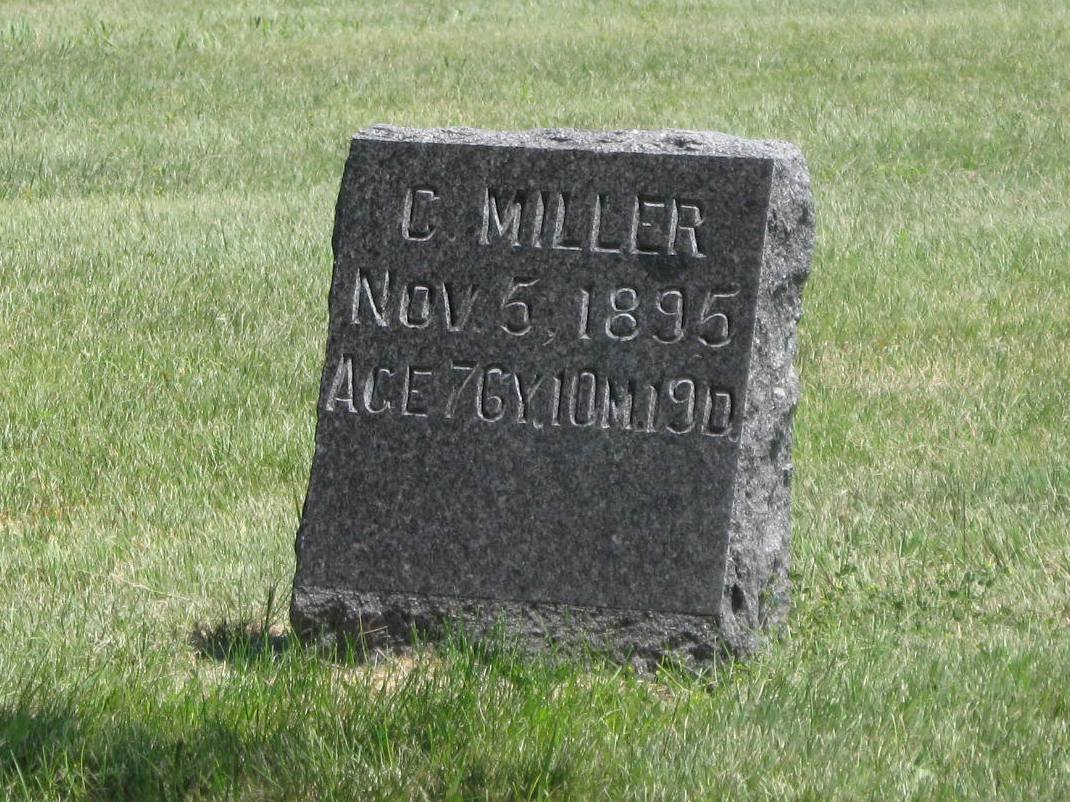 C. MILLER
NOV. 5, 1895
AGE 76Y.10M.19D.